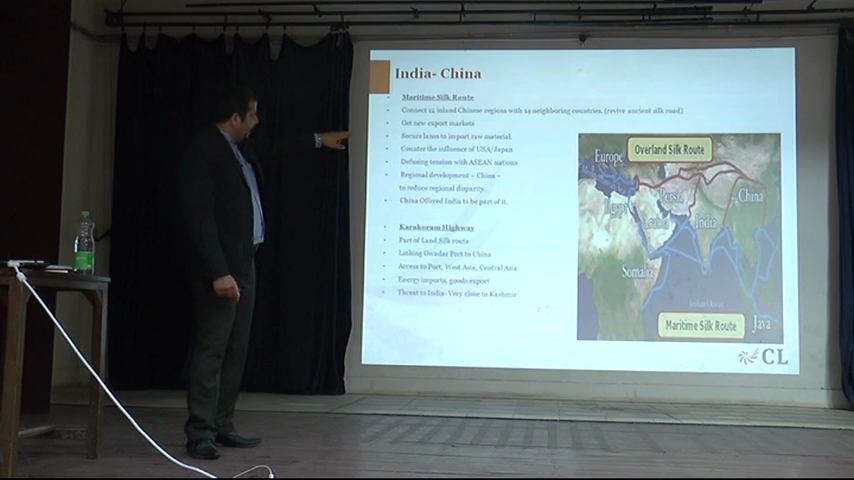 India- China
Maritime Silk Route
Connect 12 inland Chinese regions with 14 neighboring countries. (revive ancient silk road)
Get new export markets
Secure lanes to import raw material.
Counter the influence of USA/Japan
Defusing tension with ASEAN nations
Regional development – China -
to reduce regional disparity.
China Offered India to be part of it.
Karakoram Highway
Part of Land Silk route
Linking Gwadar Port to China
Access to Port, West Asia, Central Asia
Energy imports, goods export
Threat to India- Very close to Kashmir
Overland Silk Route
Europe
China
Persia
Egypt
Arabia
India
Somalia
Indian Ocean
Maritime Silk Route
Java
CL